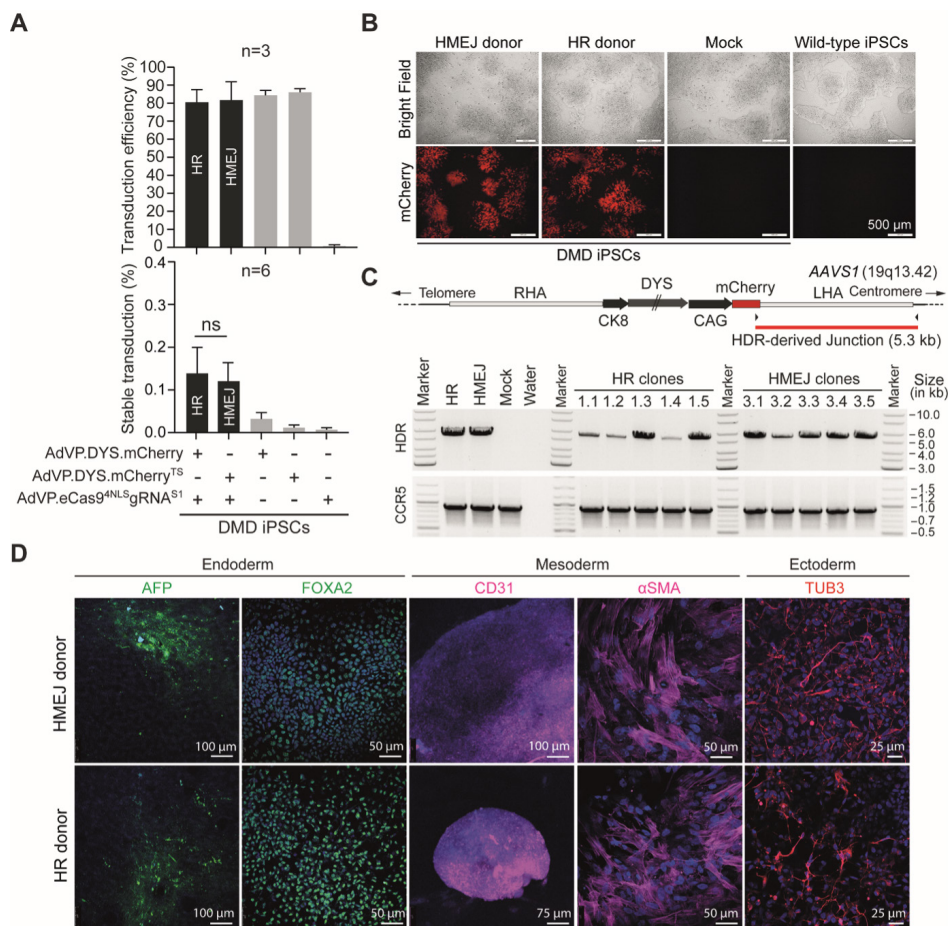 A
n=3
Transduction efficiency (%)
100
90
80
70
60
50
40
30
20
10
0
HR
HMEJ
n=6
Stable transduction (%)
0.4
0.3
0.2
0.1
0.0
ns
HR
HMEJ
AdVP.DYS.mCherry + - + - -
AdVP.DYS.mCherryTS - + - + -
AdVP.eCas94NLSgRNAS1 + + - - +
DMD iPSCs
B
HMEJ donor HR donor Mock Wild-type iPSCs
Bright Field
mCherry
500 µm
DMD iPSCs
C
AAVS1 (19q13.42)
Telomere RHA DYS mCherry LHA Centromere
CK8 CAG
HDR-derived Junction (5.3 kb)
Marker HR HMEJ Mock Water Marker HR clones Marker HMEJ clones Marker Size
(in kb)
1.1 1.2 1.3 1.4 1.5 3.1 3.2 3.3 3.4 3.5
HDR
10.0
6.0
5.0
4.0
3.0
CCR5
1.5
1.2
1.0
0.7
0.5
D
Endoderm Mesoderm Ectoderm
AFP FOXA2 CD31 αSMA TUB3
HMEJ donor
100 µm 50 µm 100 µm 50 µm 25 µm
HR donor
100 µm 50 µm 75 µm 50 µm 25 µm